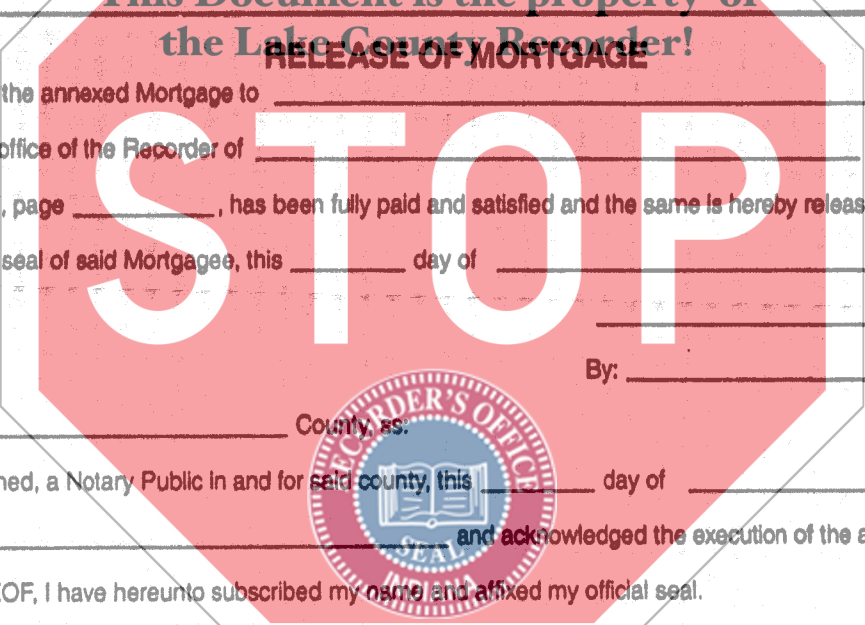 This Document is the property of
the Lake County Recorder!
RELEASE OF MORTGAGE
the annexed Mortgage to
office of the Recorder of
, page , has been fully paid and satisfied and the same is hereby releas
seal of said Mortgagee, this day of
STOP
By:
County, ss:
ned, a Notary Public in and for said county, this day of
and acknowledged the execution of the a
EOF, I have hereunto subscribed my name and affixed my official seal.
RECORDER'S OFFICE
SEAL
INDIANA